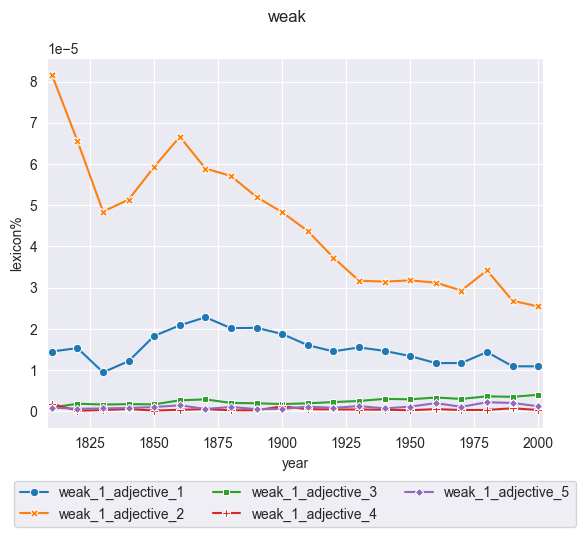 weak
1e−5
8
7
6
5
4
3
2
1
0
lexicon%
1825 1850 1875 1900 1925 1950 1975 2000
year
weak_1_adjective_1 weak_1_adjective_3 weak_1_adjective_5
weak_1_adjective_2 weak_1_adjective_4